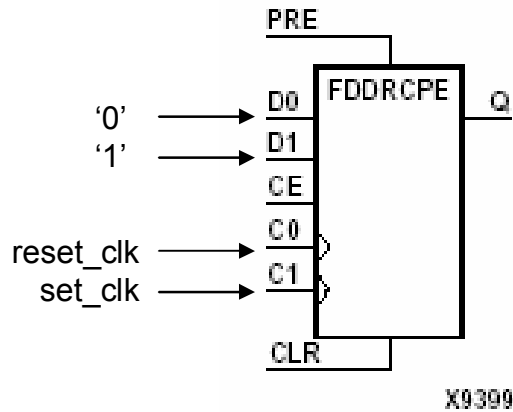 PRE
FDDRCPE
'0' D0 Q
'1' D1
CE
reset_clk C0
set_clk C1
CLR
X9399